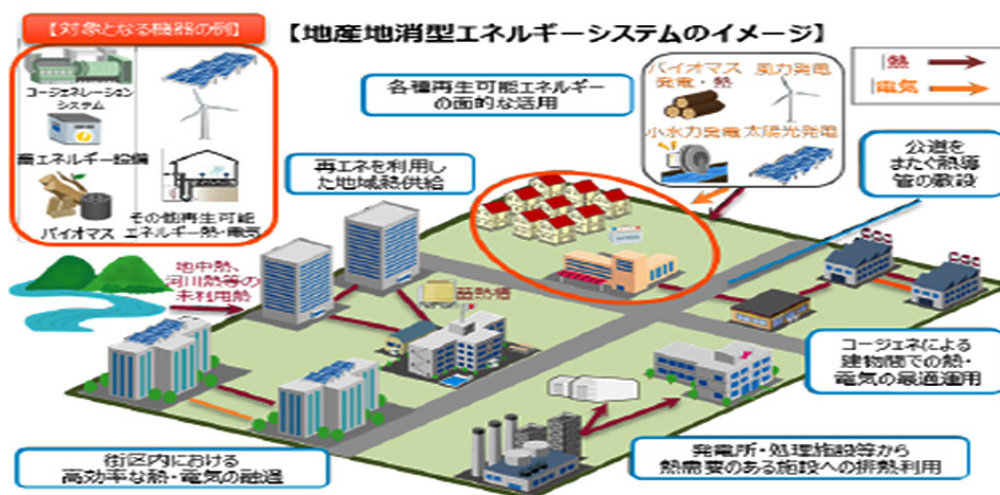 【対象となる機器の例】
コージェネレーション
システム
蓄エネルギー設備
バイオマス
その他再生可能
エネルギー熱・電気
【地産地消型エネルギーシステムのイメージ】
各種再生可能エネルギー
の面的な活用
バイオマス
発電・熱
風力発電
小水力発電
太陽光発電
熱
電気
再エネを利用し
た地域熱供給
公道を
またぐ熱導
管の敷設
地中熱、
河川熱等の
未利用熱
蓄熱槽
コージェネによる
建物間での熱・
電気の最適運用
街区内における
高効率な熱・電気の融通
発電所・処理施設等から
熱需要のある施設への排熱利用